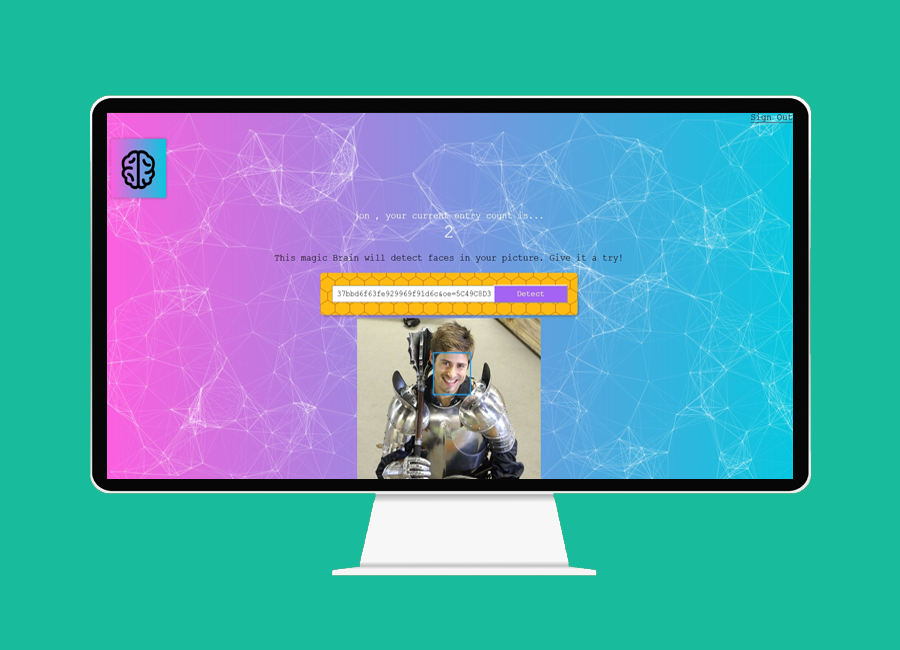 Sign Out
jon , your current entry count is...
2
This magic Brain will detect faces in your picture. Give it a try!
37bbd6f63fe929969f91d6c&oe=5C49C8D3 Detect